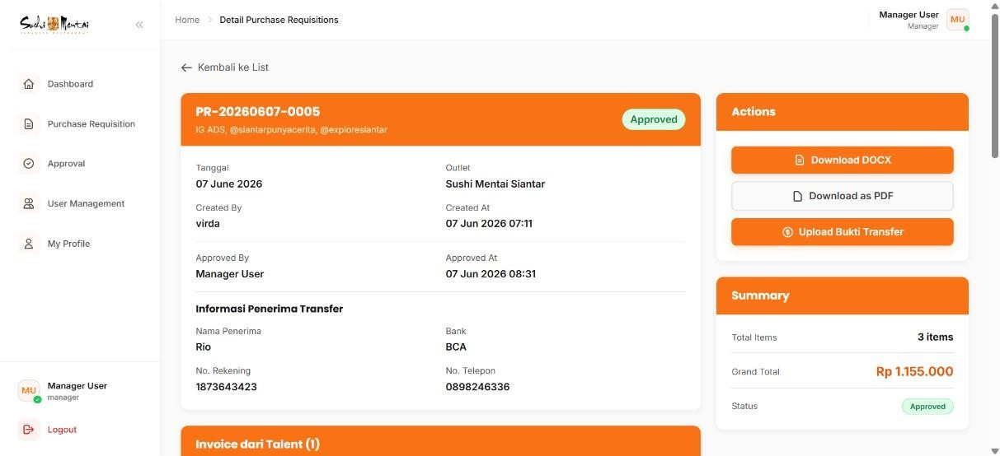 Sushi Mentai
Home
Detail Purchase Requisitions
Manager User
Manager
MU
Dashboard
Purchase Requisition
Approval
User Management
My Profile
Manager User
manager
MU
Logout
Kembali ke List
PR-20260607-0005
IG ADS, @siantarpunyacerita, @exploresiantar
Approved
Tanggal
07 June 2026
Outlet
Sushi Mentai Siantar
Created By
virda
Created At
07 Jun 2026 07:11
Approved By
Manager User
Approved At
07 Jun 2026 08:31
Informasi Penerima Transfer
Nama Penerima
Rio
Bank
BCA
No. Rekening
1873643423
No. Telepon
0898246336
Invoice dari Talent (1)
Actions
Download DOCX
Download as PDF
Upload Bukti Transfer
Summary
Total Items
3 items
Grand Total
Rp 1.155.000
Status
Approved